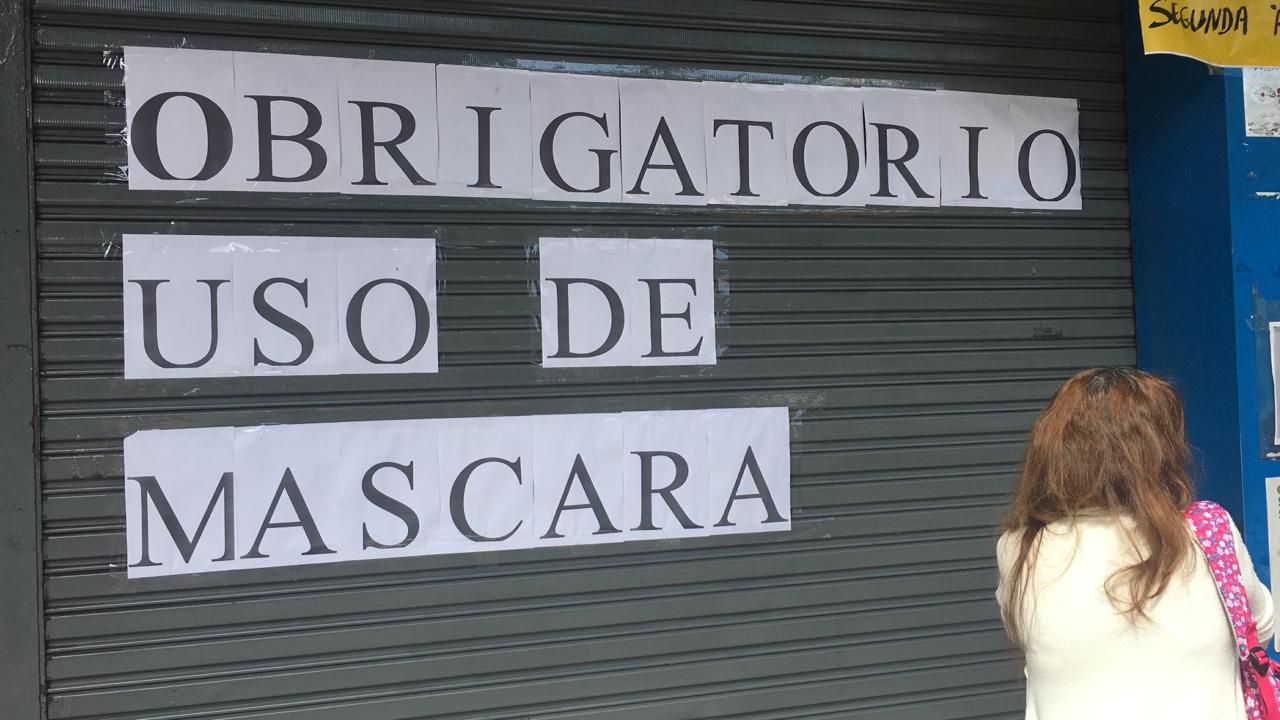 OBRIGATORIO
USO DE
MASCARA
SEGUNDA